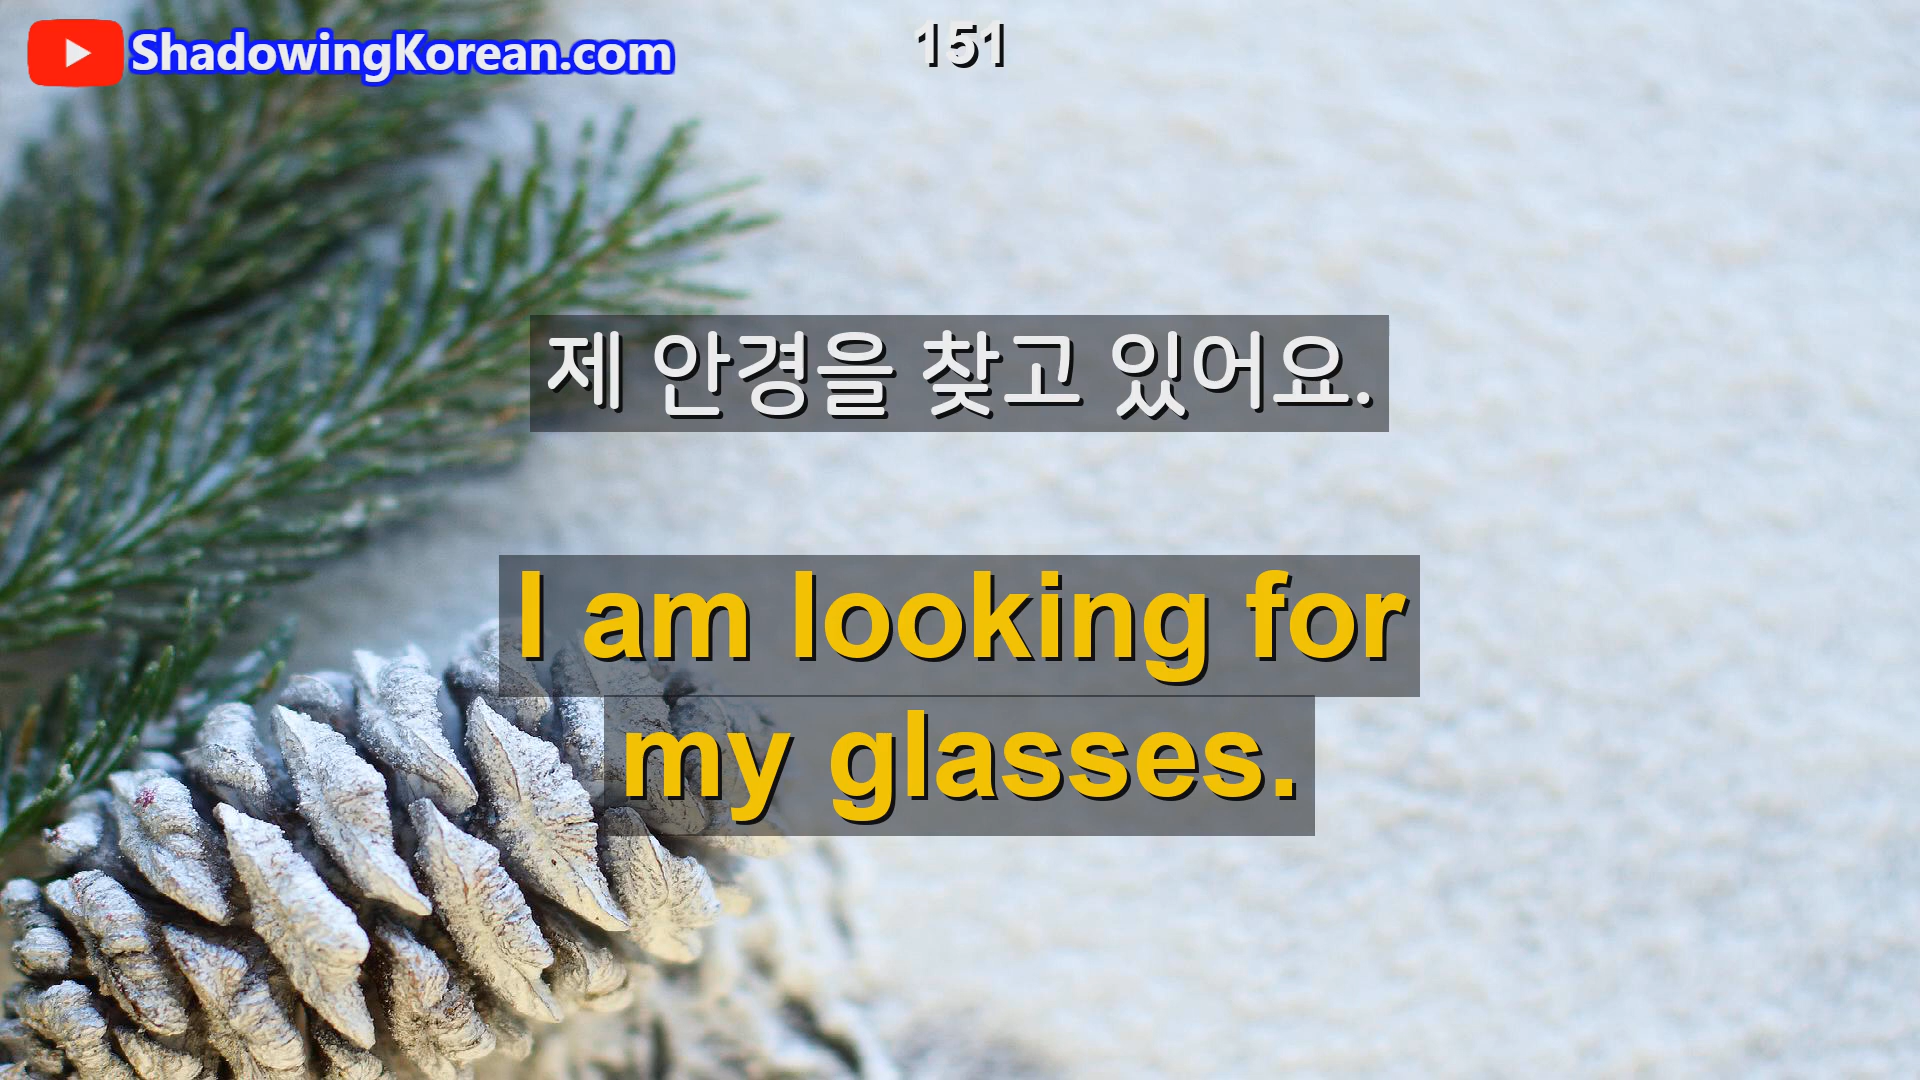 ShadowingKorean.com
151
제 안경을 찾고 있어요.
I am looking for
my glasses.